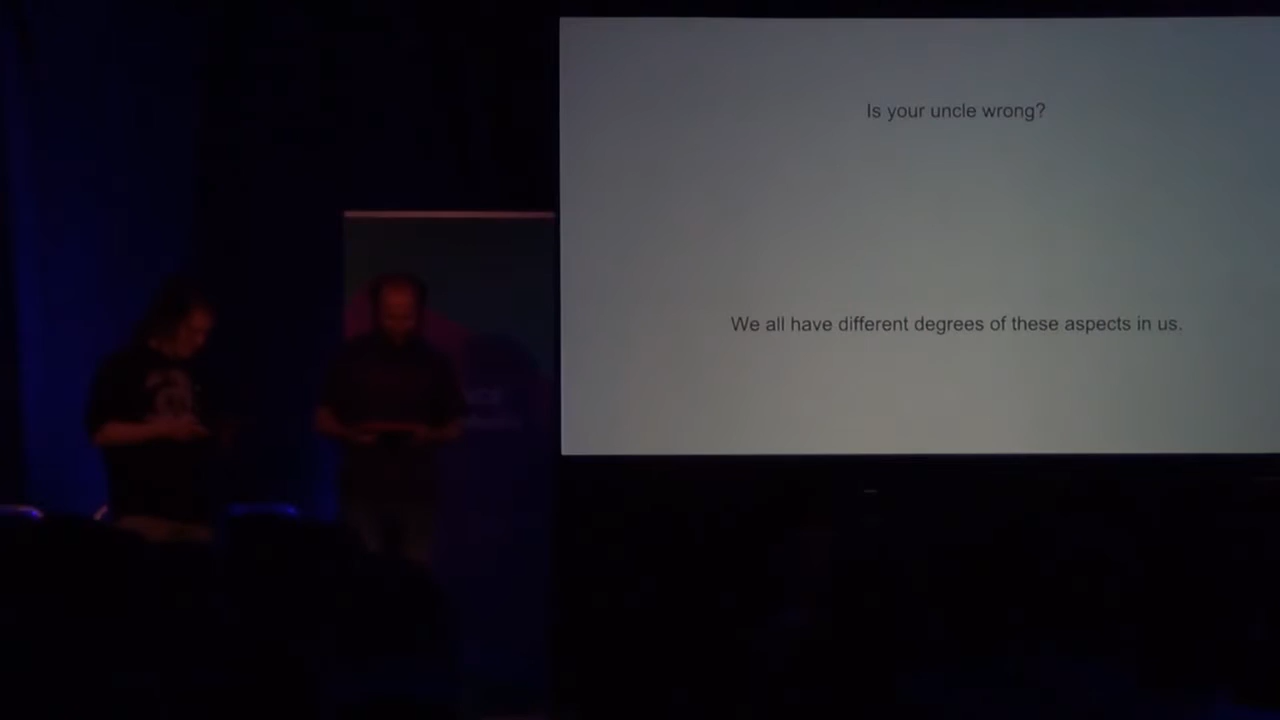 Is your uncle wrong?
We all have different degrees of these aspects in us.